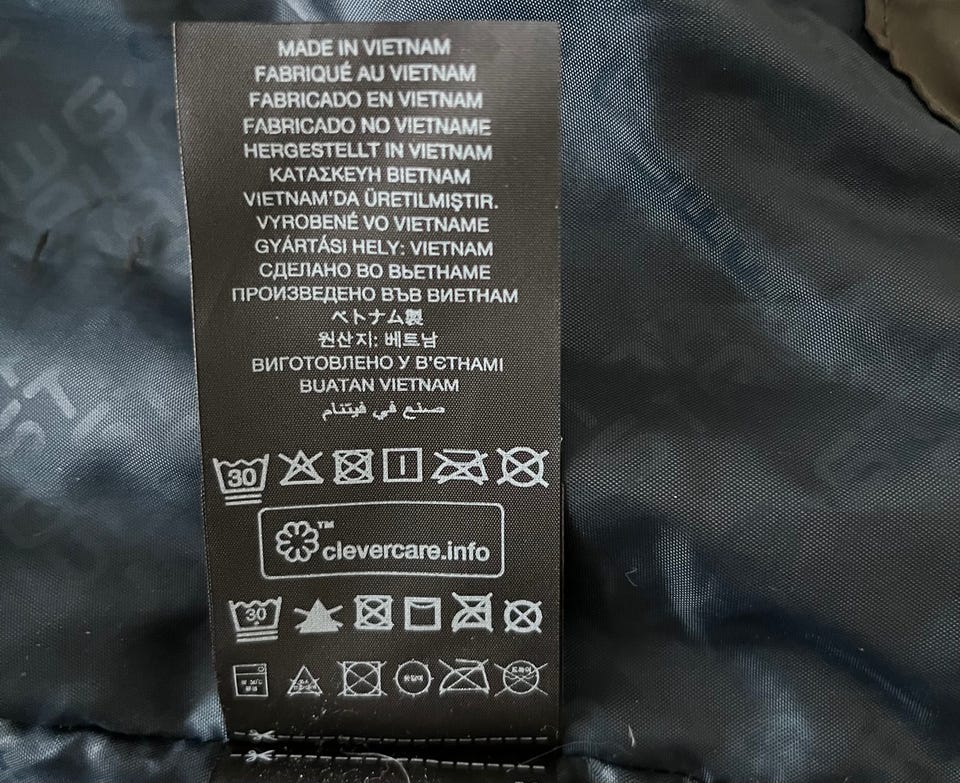 MADE IN VIETNAM
FABRIQUÉ AU VIETNAM
FABRICADO EN VIETNAM
FABRICADO NO VIETNAME
HERGESTELLT IN VIETNAM
ΚΑΤΑΣΚΕΥΗ ΒΙΕΤΝΑΜ
VIETNAM'DA ÜRETILMIŞTIR.
VYROBENÉ VO VIETNAME
GYÁRTÁSI HELY: VIETNAM
СДЕЛАНО ВО ВЬЕТНАМЕ
ПРОИЗВЕДЕНО ВЪВ ВИЕТНАМ
ベトナム製
원산지: 베트남
ВИГОТОВЛЕНО У В'ЄТНАМІ
BUATAN VIETNAM
صنع في فيتنام
30
™
clevercare.info
30